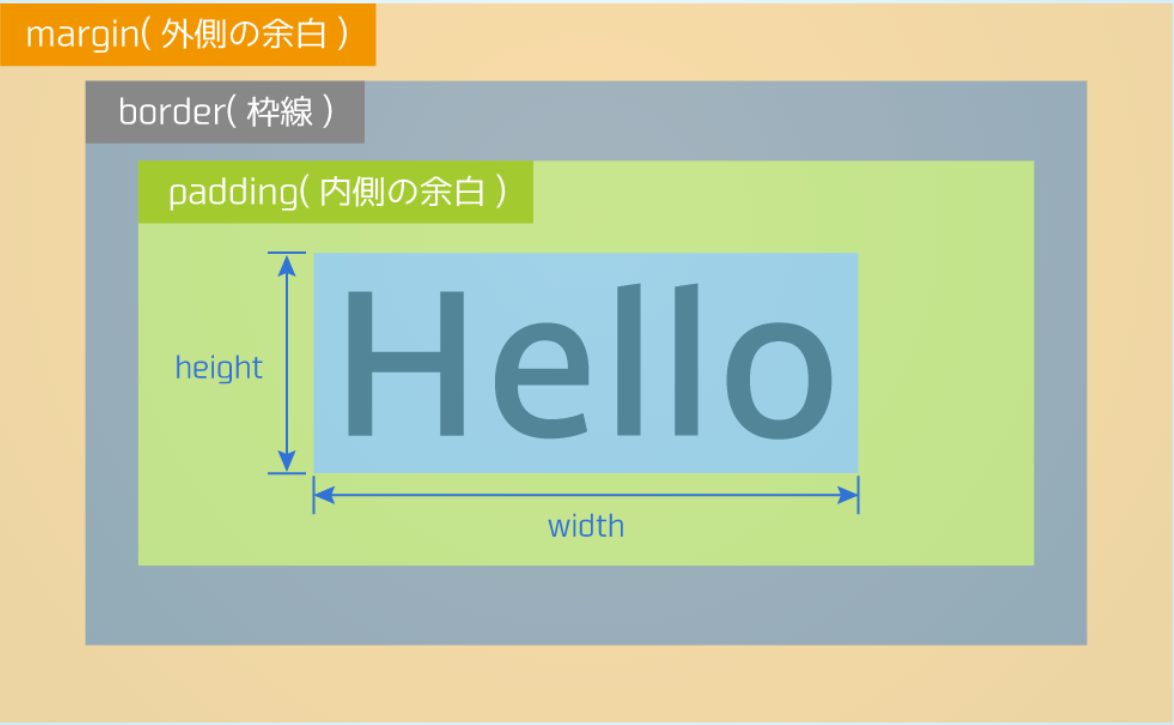 margin( 外側の余白 )
border( 枠線 )
padding( 内側の余白 )
Hello
height
width